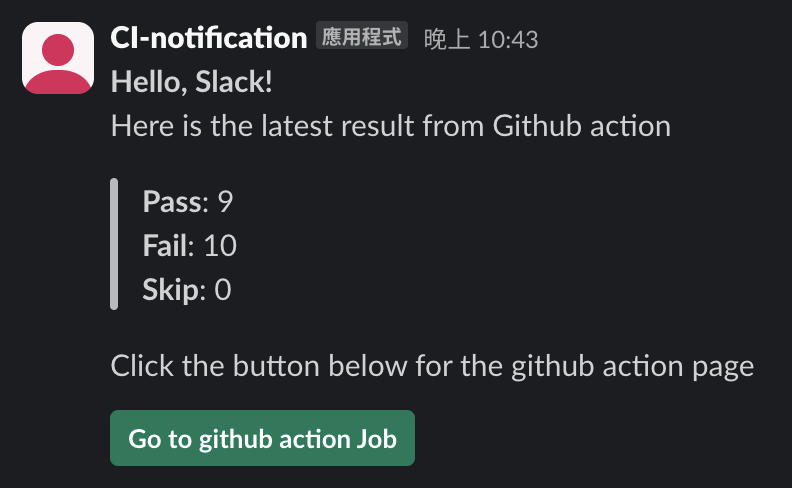 CI-notification 應用程式 晚上 10:43
Hello, Slack!
Here is the latest result from Github action
Pass: 9
Fail: 10
Skip: 0
Click the button below for the github action page
Go to github action Job